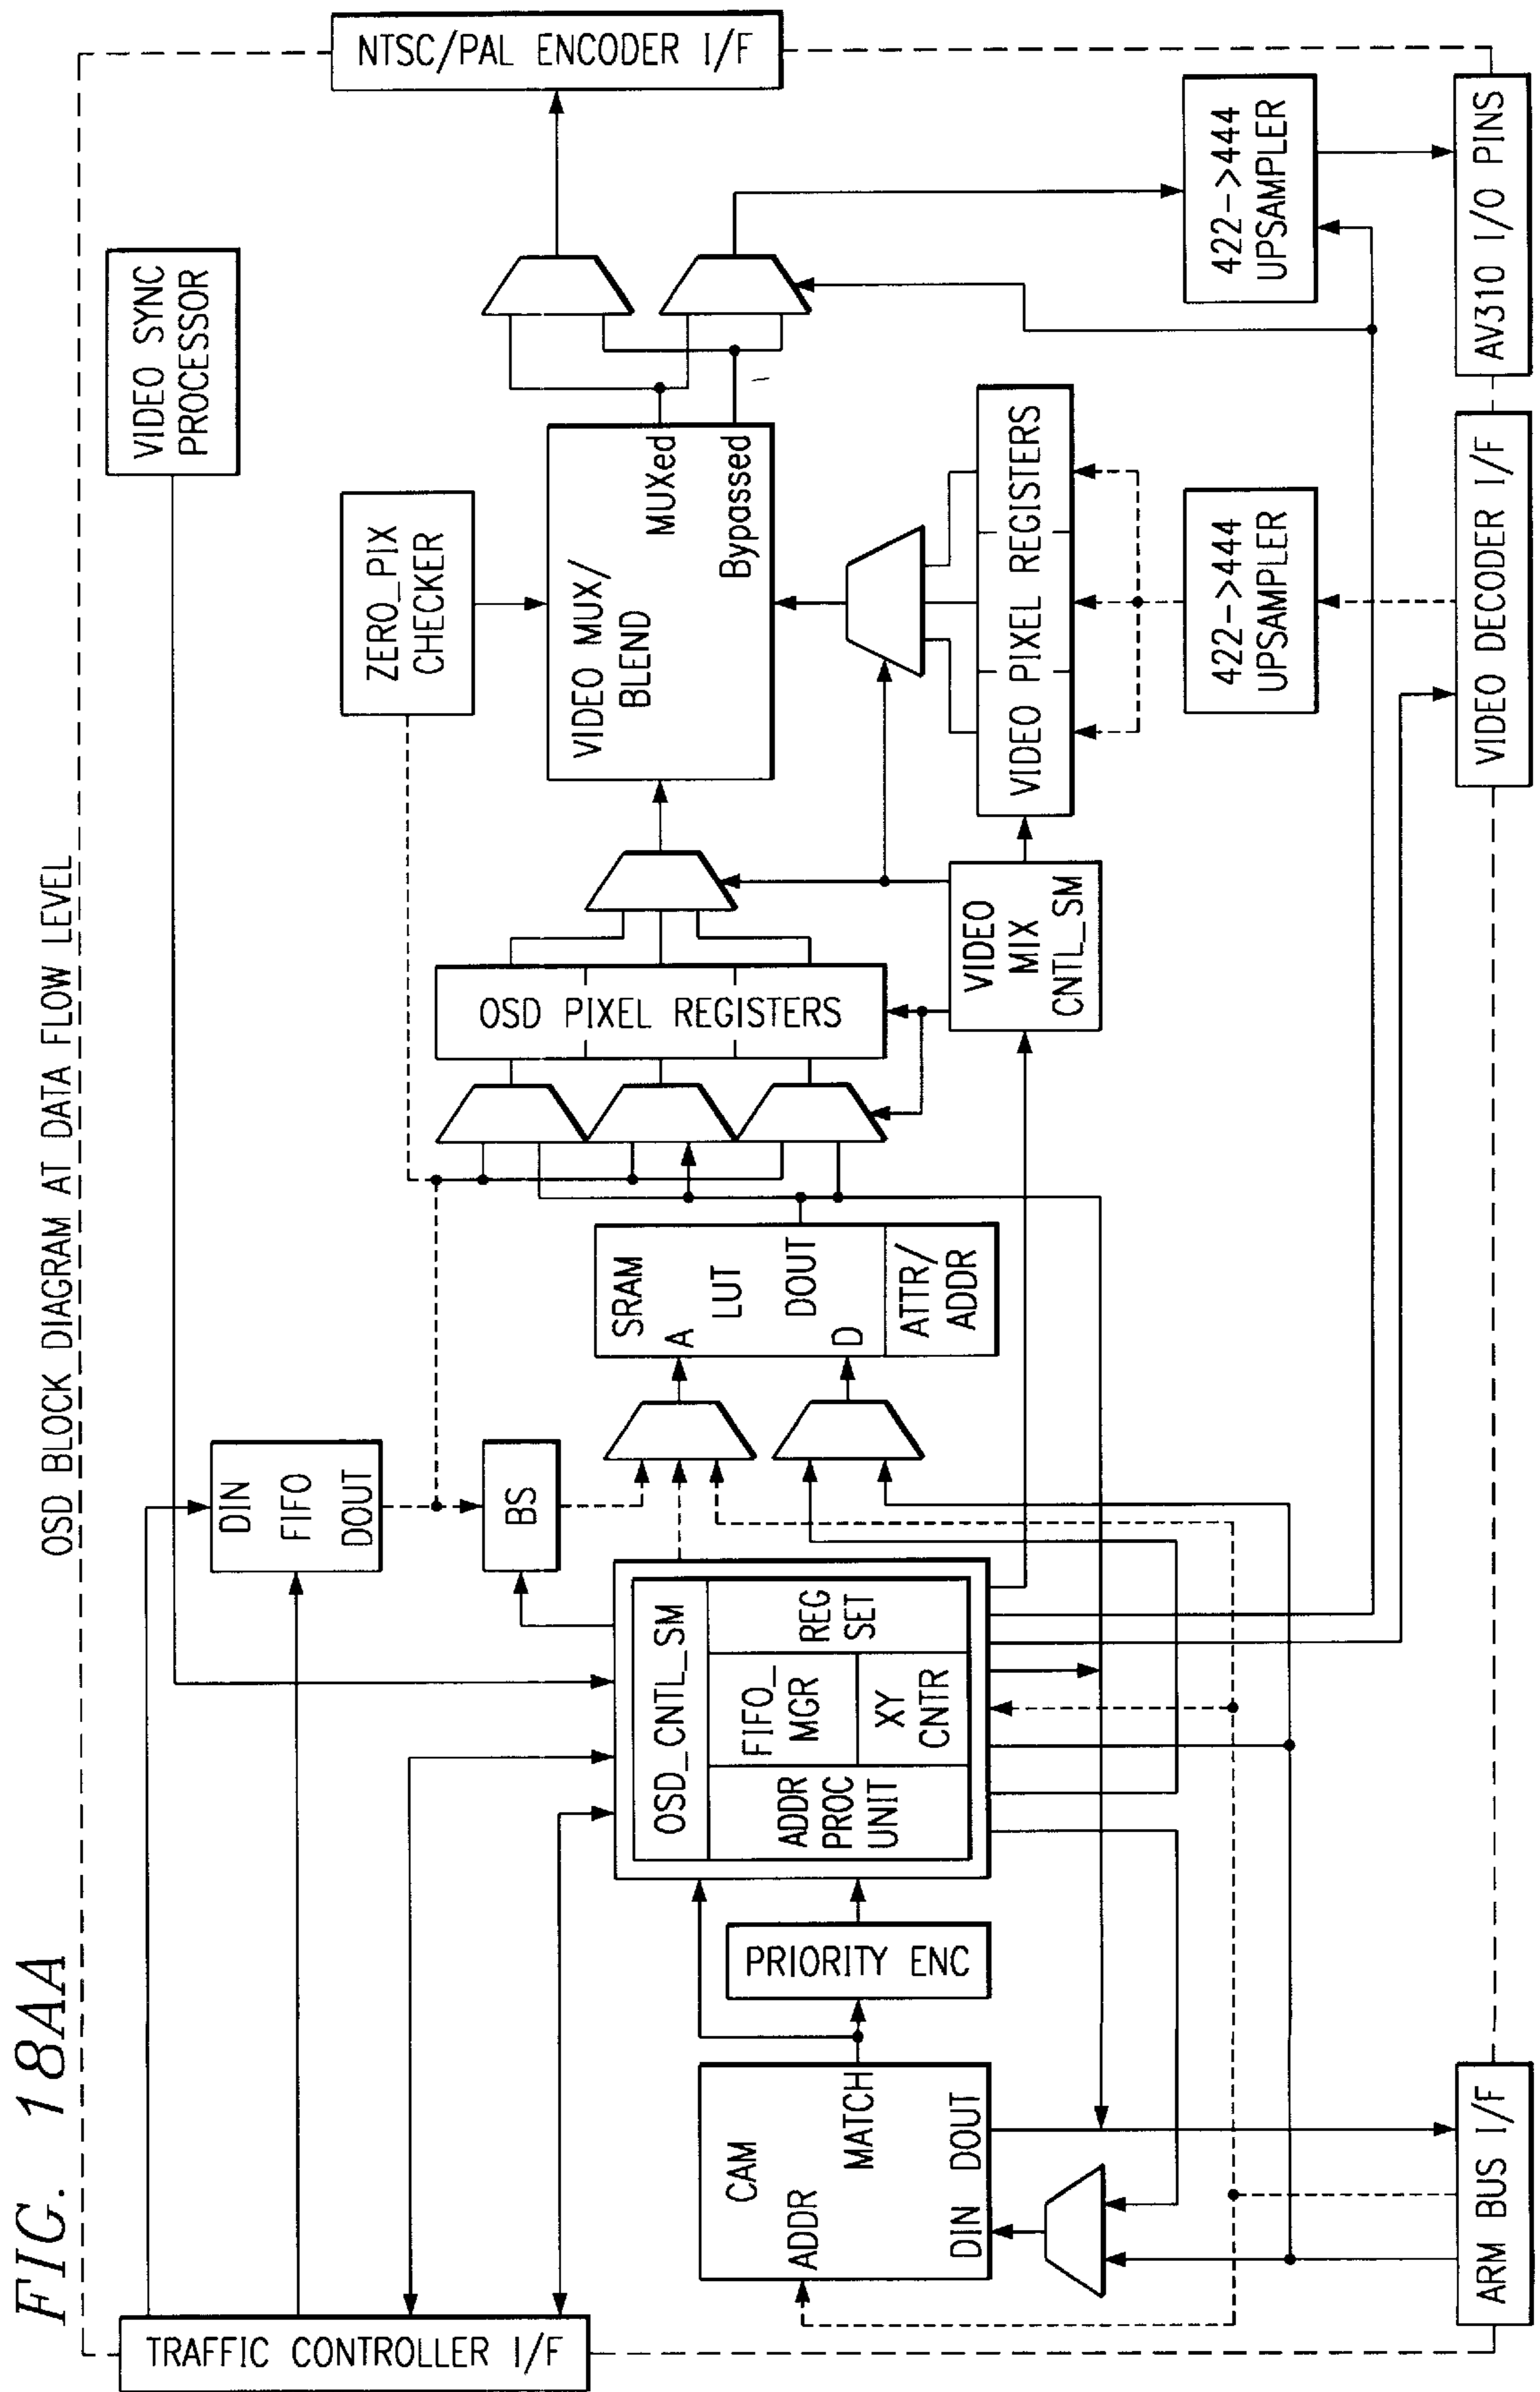 FIG. 18AA
OSD BLOCK DIAGRAM AT DATA FLOW LEVEL
TRAFFIC CONTROLLER I/F
DIN
FIFO
DOUT
VIDEO SYNC
PROCESSOR
NTSC/PAL ENCODER I/F
BS
ZERO_PIX
CHECKER
CAM
ADDR
MATCH
DIN DOUT
PRIORITY ENC
OSD_CNTL_SM
ADDR
PROC
UNIT
FIFO_
MGR
XY
CNTR
REG
SET
SRAM
A
LUT
DOUT
D
ATTR/
ADDR
OSD PIXEL REGISTERS
VIDEO MUX/
BLEND
MUXed
Bypassed
VIDEO
MIX
CNTL_SM
VIDEO PIXEL REGISTERS
422->444
UPSAMPLER
422->444
UPSAMPLER
ARM BUS I/F
VIDEO DECODER I/F
AV310 I/O PINS